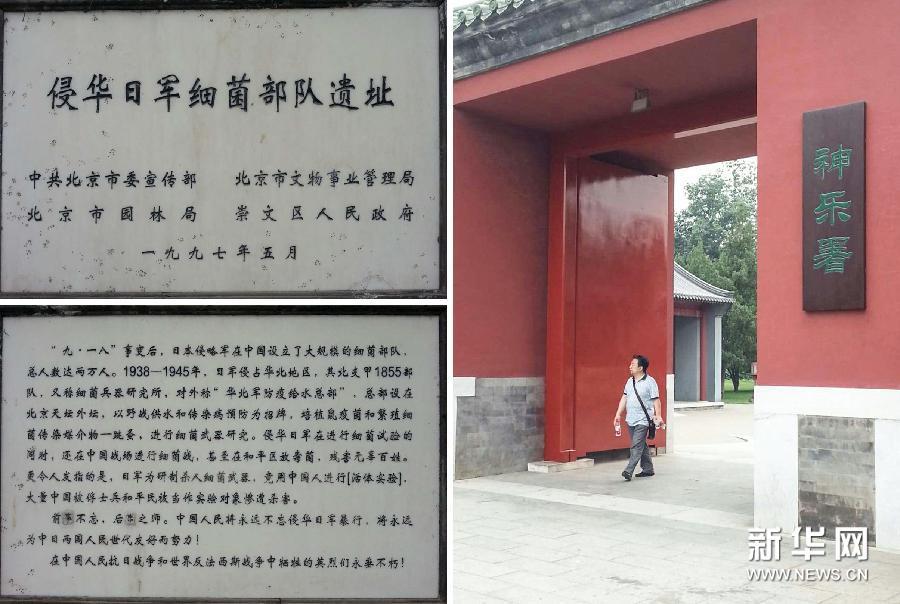 侵华日军细菌部队遗址
中共北京市委宣传部 北京市文物事业管理局
北京市园林局 崇文区人民政府
一九九七年五月
“九·一八”事变后，日本侵略军在中国设立了大规模的细菌部队，
总人数达两万人。1938—1945年，日军侵占华北地区，其北支甲1855部
队，又称细菌兵器研究所，对外称“华北军防疫给水总部”，总部设在
北京天坛外坛，以野战供水和传染病预防为招牌，培植鼠疫菌和繁殖细
菌传染媒介物—跳蚤，进行细菌武器研究。侵华日军在进行细菌试验的
同时，还在中国战场进行细菌战，甚至在和平区放毒菌，残害无辜百姓。
更令人发指的是，日军为研制杀人细菌武器，竟用中国人进行[活体实验]，
大量中国被俘士兵和平民被当作实验对象惨遭杀害。
前事不忘，后事之师。中国人民将永远不忘侵华日军暴行，将永远
为中日两国人民世代友好而努力！
在中国人民抗日战争和世界反法西斯战争中牺牲的英烈们永垂不朽！
神乐署
新华网
WWW.NEWS.CN